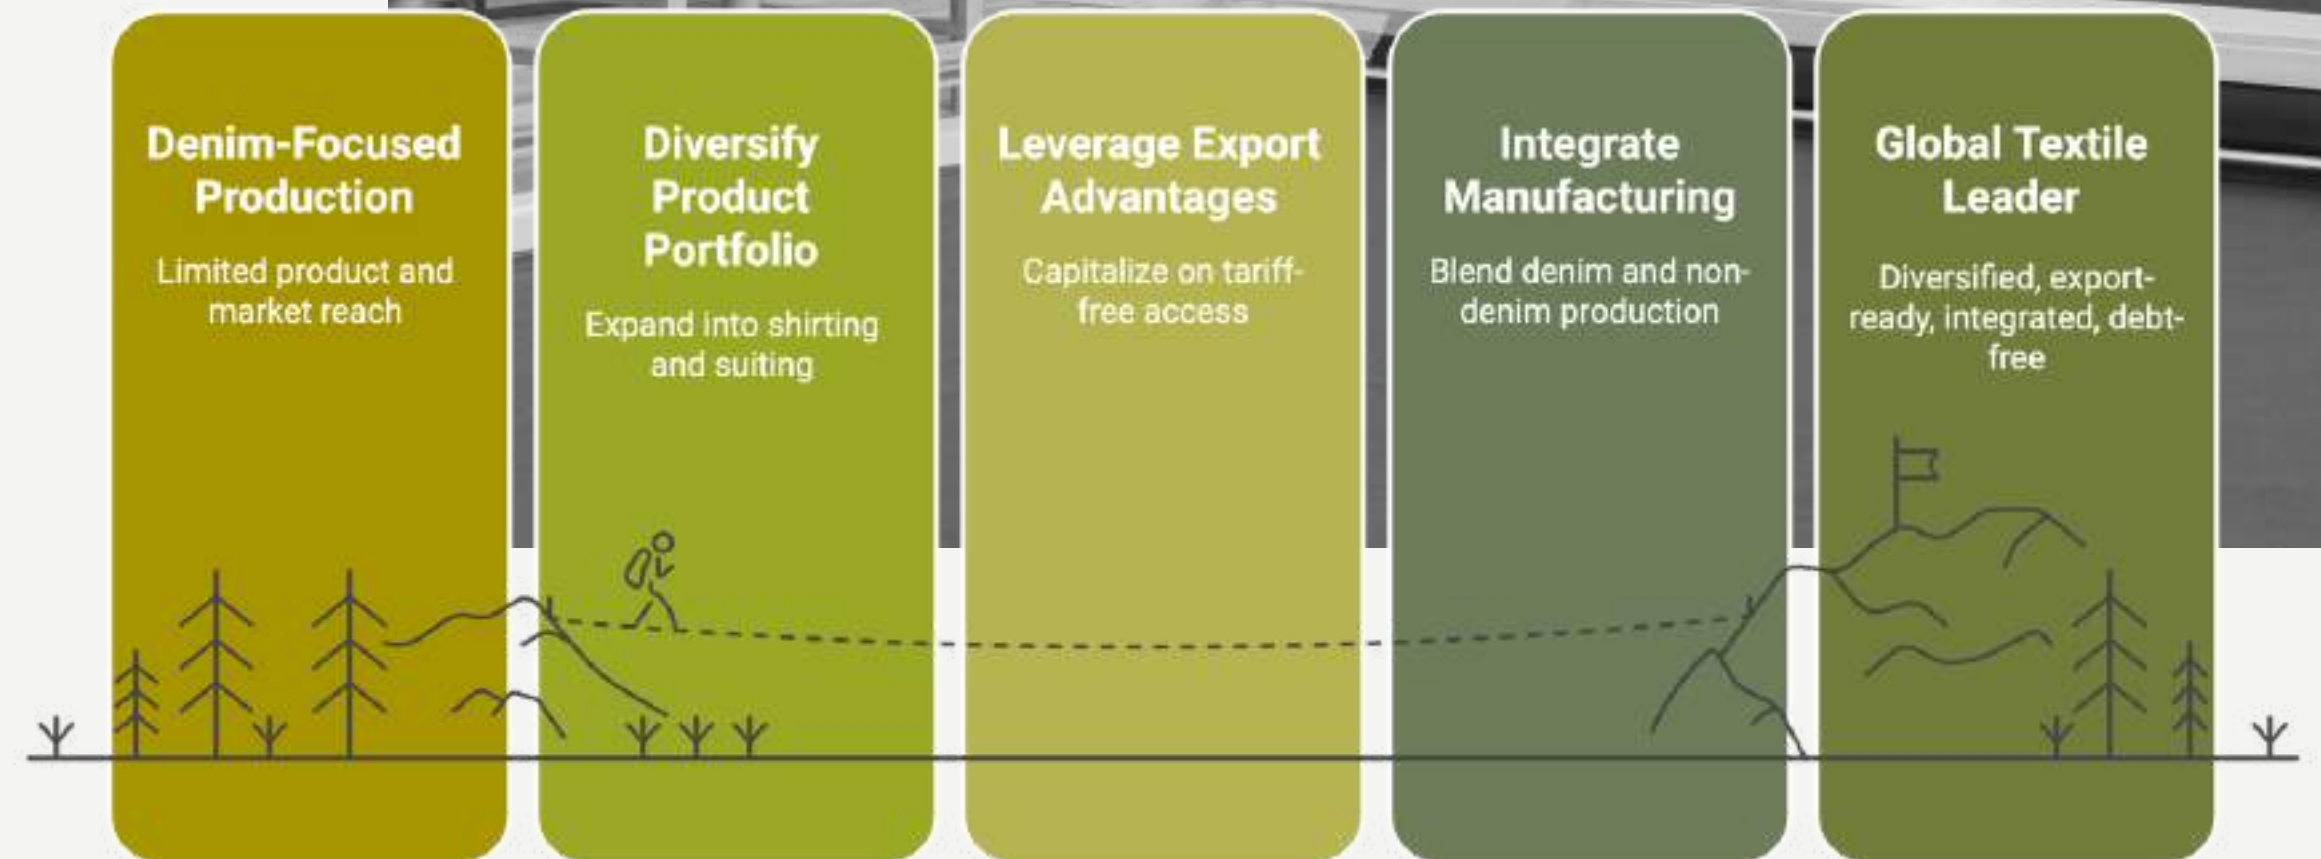 Denim-Focused
Production
Limited product and
market reach
Diversify
Product
Portfolio
Expand into shirting
and suiting
Leverage Export
Advantages
Capitalize on tariff-
free access
Integrate
Manufacturing
Blend denim and non-
denim production
Global Textile
Leader
Diversified, export-
ready, integrated, debt-
free